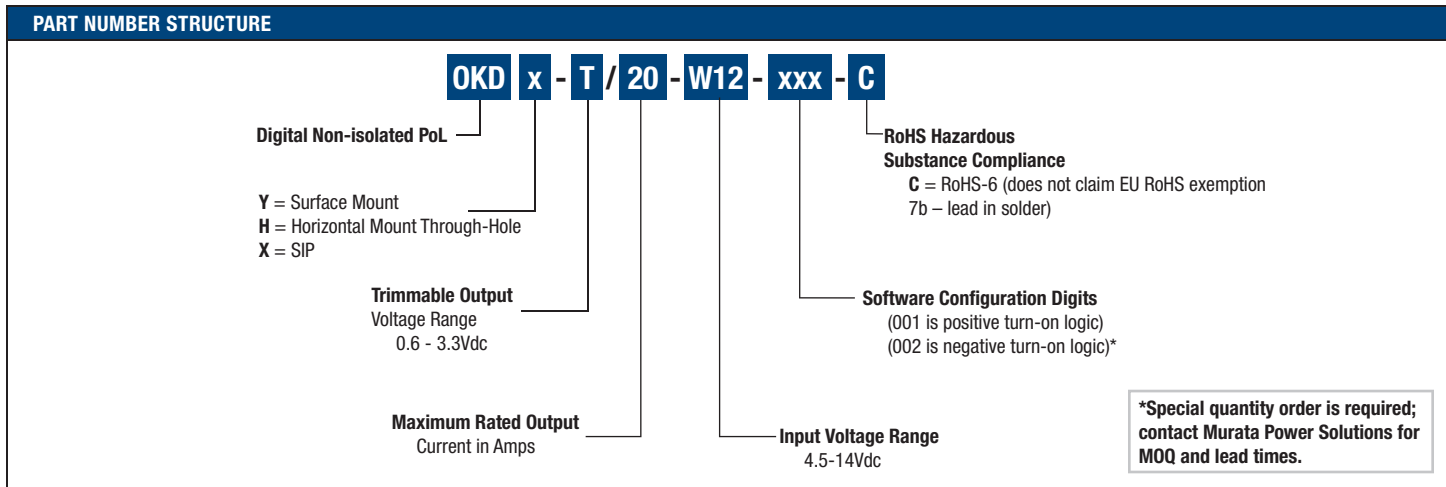 PART NUMBER STRUCTURE
OKD x - T / 20 - W12 - xxx - C
Digital Non-isolated PoL
Y = Surface Mount
H = Horizontal Mount Through-Hole
X = SIP
Trimmable Output
Voltage Range
0.6 - 3.3Vdc
Maximum Rated Output
Current in Amps
RoHS Hazardous
Substance Compliance
C = RoHS-6 (does not claim EU RoHS exemption
7b – lead in solder)
Software Configuration Digits
(001 is positive turn-on logic)
(002 is negative turn-on logic)*
Input Voltage Range
4.5-14Vdc
*Special quantity order is required;
contact Murata Power Solutions for
MOQ and lead times.